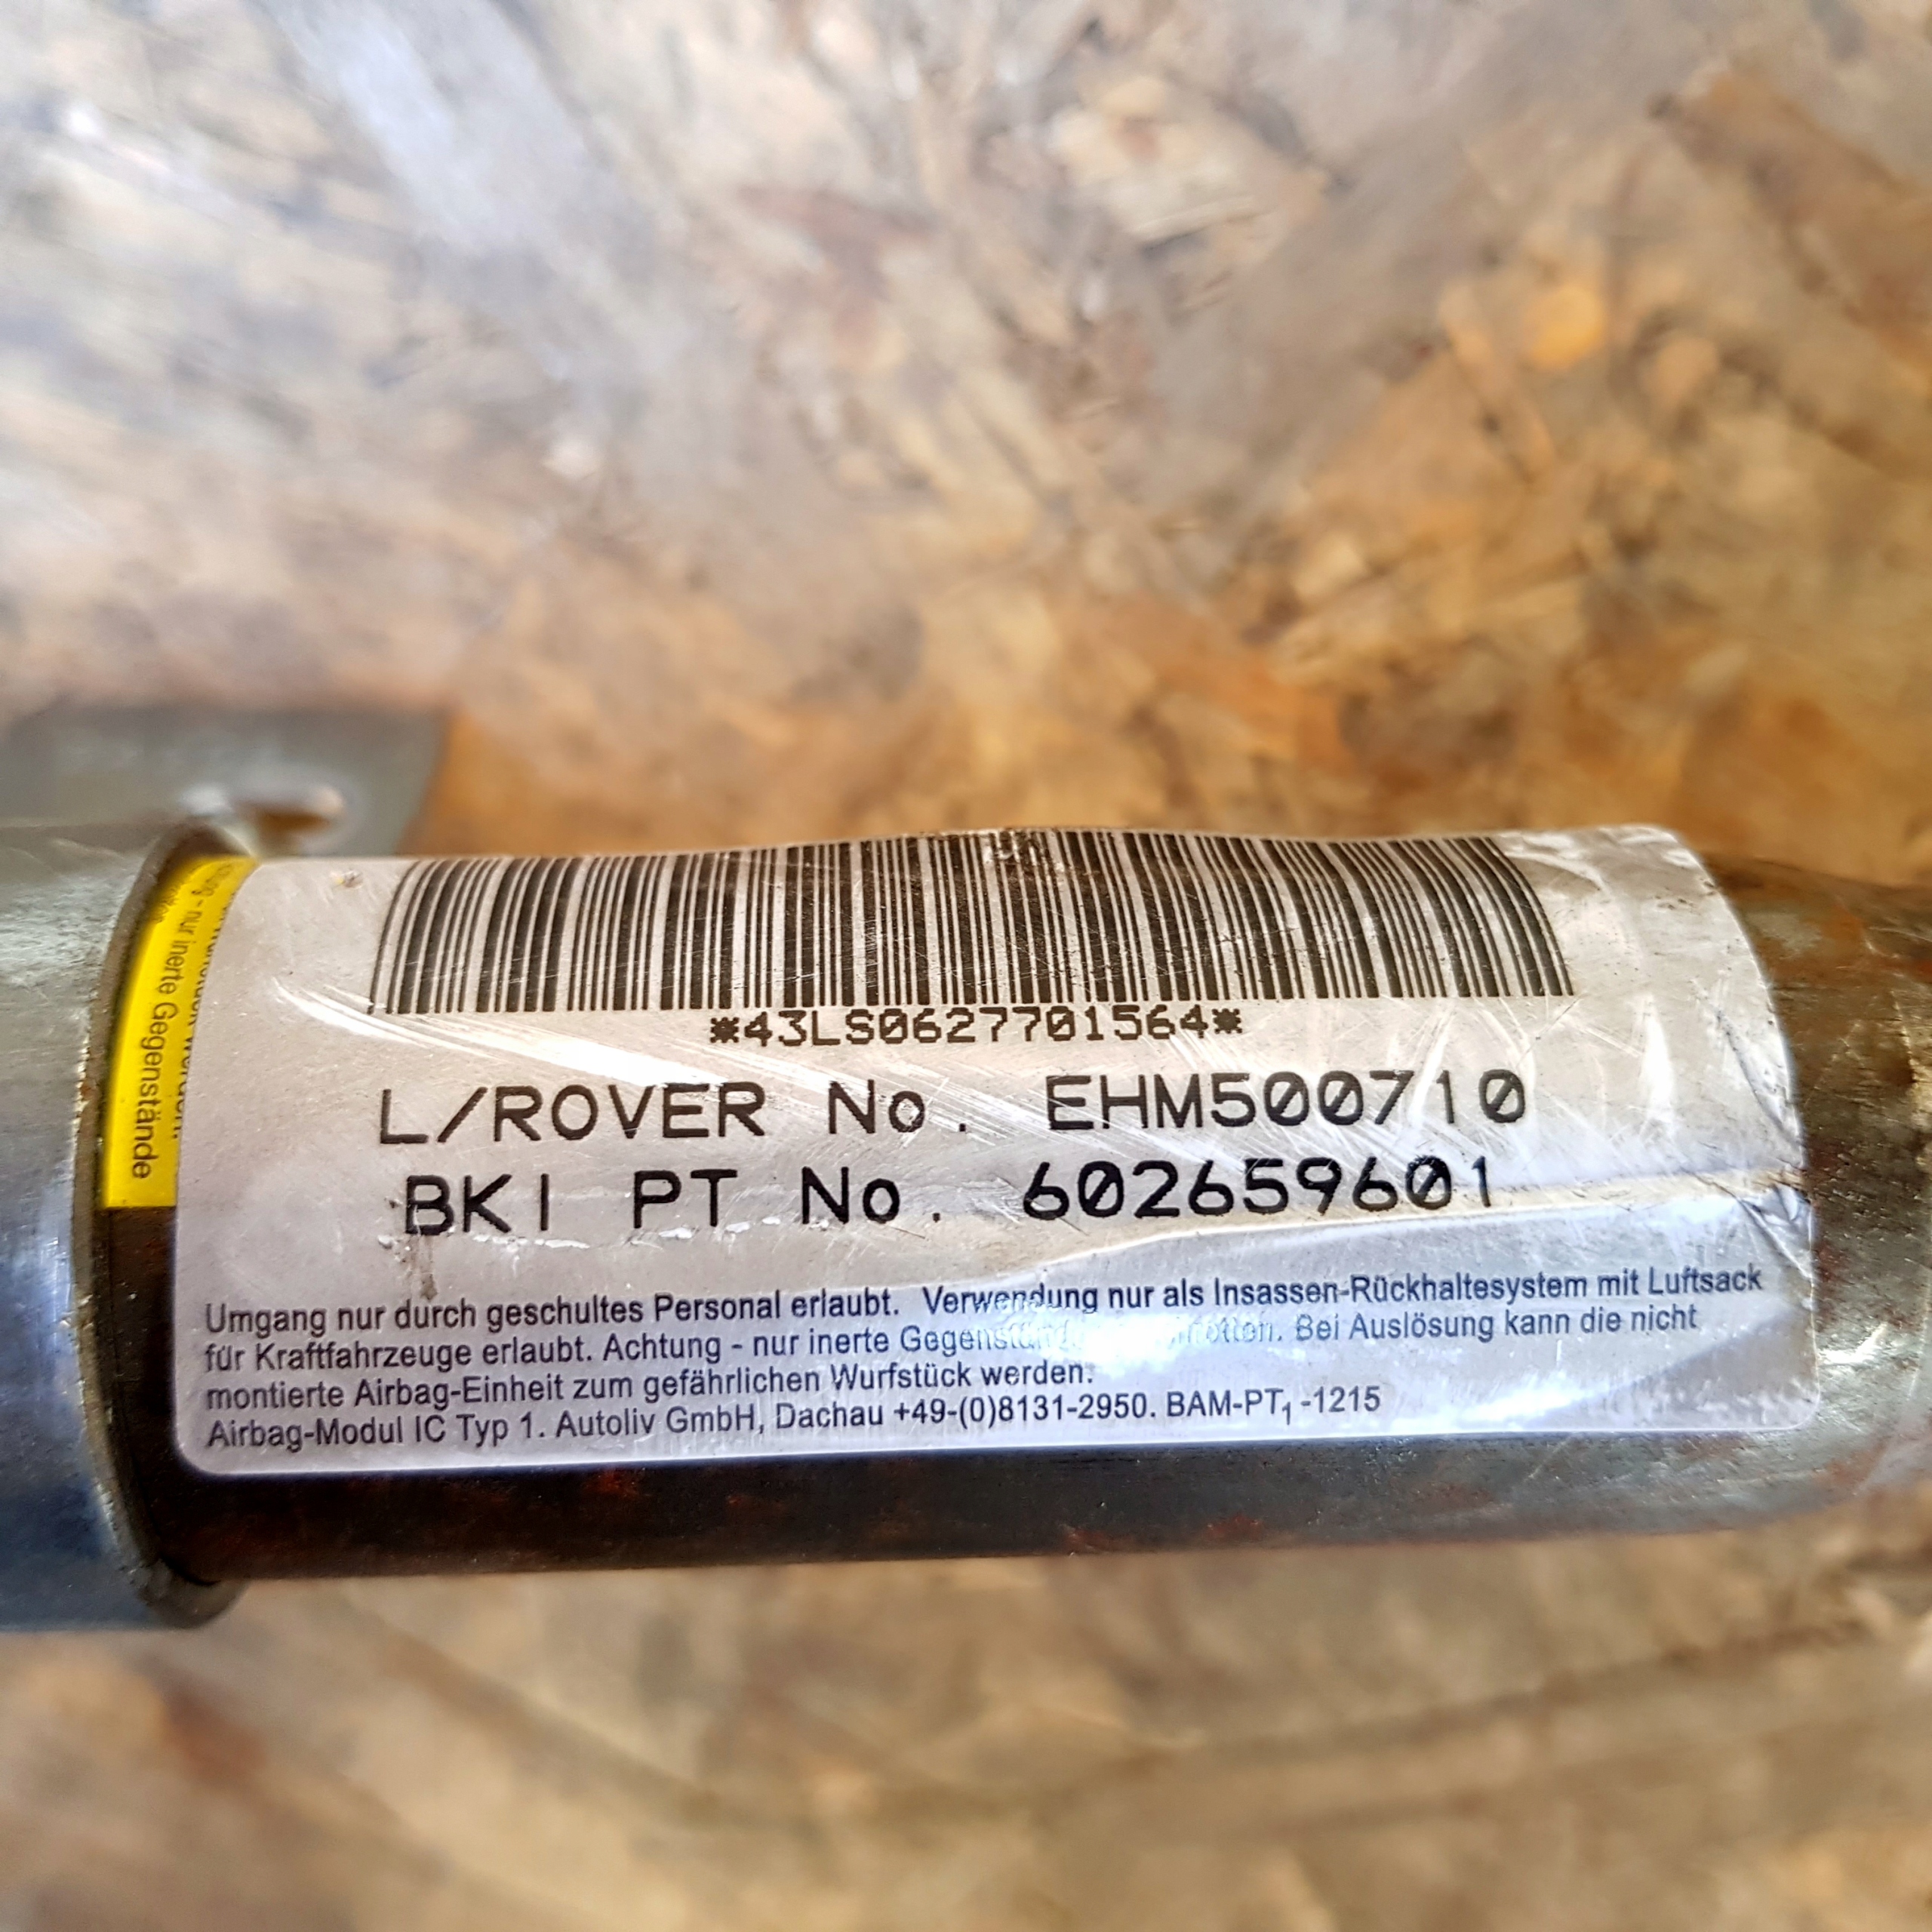 *43LS0627701564*
L/ROVER No. EHM500710
BKI PT No. 602659601
Umgang nur durch geschultes Personal erlaubt. Verwendung nur als Insassen-Rückhaltesystem mit Luftsack
für Kraftfahrzeuge erlaubt. Achtung - nur inerte Bei Auslösung kann die nicht
montierte Airbag-Einheit zum gefährlichen Wurfstück werden.
Airbag-Modul IC Typ 1. Autoliv GmbH, Dachau +49-(0)8131-2950. BAM-PT1-1215
- nur inerte Gegenstände